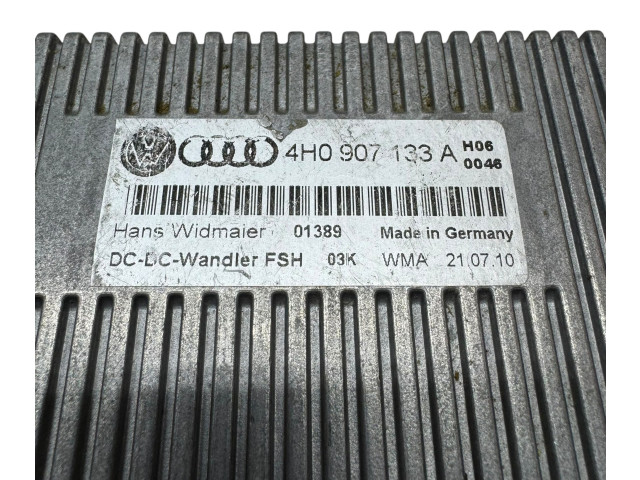 4H0 907 133 A H06
0046
Hans Widmaier 01389 Made in Germany
DC-DC-Wandler FSH 03K WMA 21.07.10